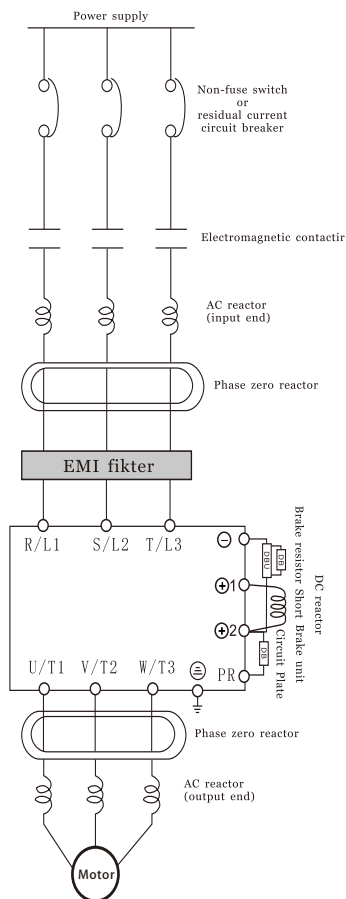 Power supply
Non-fuse switch
or
residual current
circuit breaker
Electromagnetic contactir
AC reactor
(input end)
Phase zero reactor
EMI fikter
R/L1 S/L2 T/L3
−
+1
+2
PR
DBU
DB
DB
DC reactor
Brake resistor Short Brake unit
Circuit Plate
U/T1 V/T2 W/T3
Phase zero reactor
AC reactor
(output end)
Motor